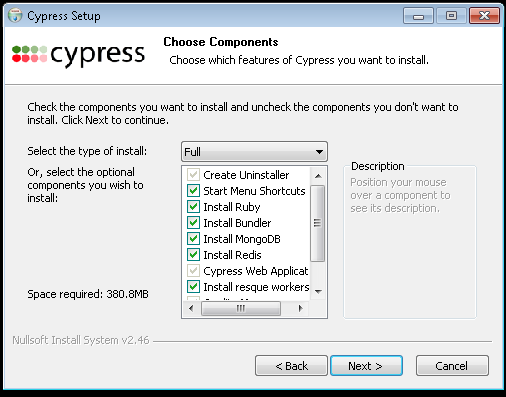 Cypress Setup
cypress
Choose Components
Choose which features of Cypress you want to install.
Check the components you want to install and uncheck the components you don't want to
install. Click Next to continue.
Select the type of install:
Full
Or, select the optional
components you wish to
install:
Create Uninstaller
Start Menu Shortcuts
Install Ruby
Install Bundler
Install MongoDB
Install Redis
Cypress Web Applicat
Install resque workers
Description
Position your mouse
over a component to
see its description.
Space required: 380.8MB
Nullsoft Install System v2.46
< Back
Next >
Cancel